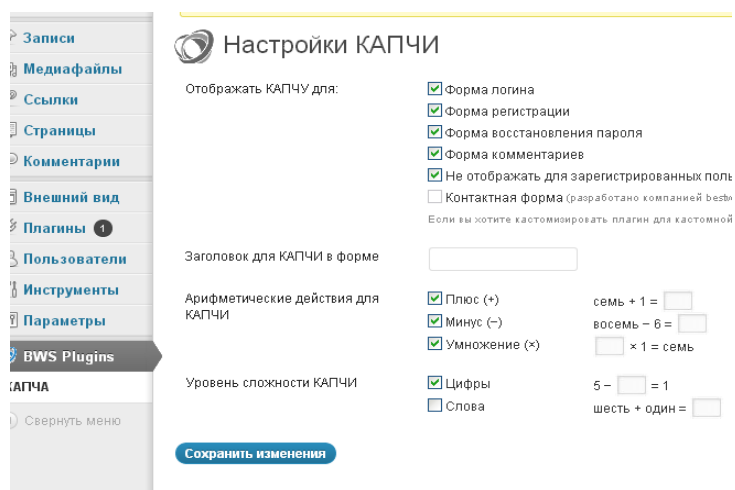 Записи
Медиафайлы
Ссылки
Страницы
Комментарии
Внешний вид
Плагины 1
Пользователи
Инструменты
Параметры
BWS Plugins
КАПЧА
Свернуть меню
Настройки КАПЧИ
Отображать КАПЧУ для:
Форма логина
Форма регистрации
Форма восстановления пароля
Форма комментариев
Не отображать для зарегистрированных поль
Контактная форма (разработано компанией bestw
Если вы хотите кастомизировать плагин для кастомной
Заголовок для КАПЧИ в форме
Арифметические действия для
КАПЧИ
Плюс (+) семь + 1 =
Минус (−) восемь − 6 =
Умножение (×) × 1 = семь
Уровень сложности КАПЧИ
Цифры 5 − = 1
Слова шесть + один =
Сохранить изменения